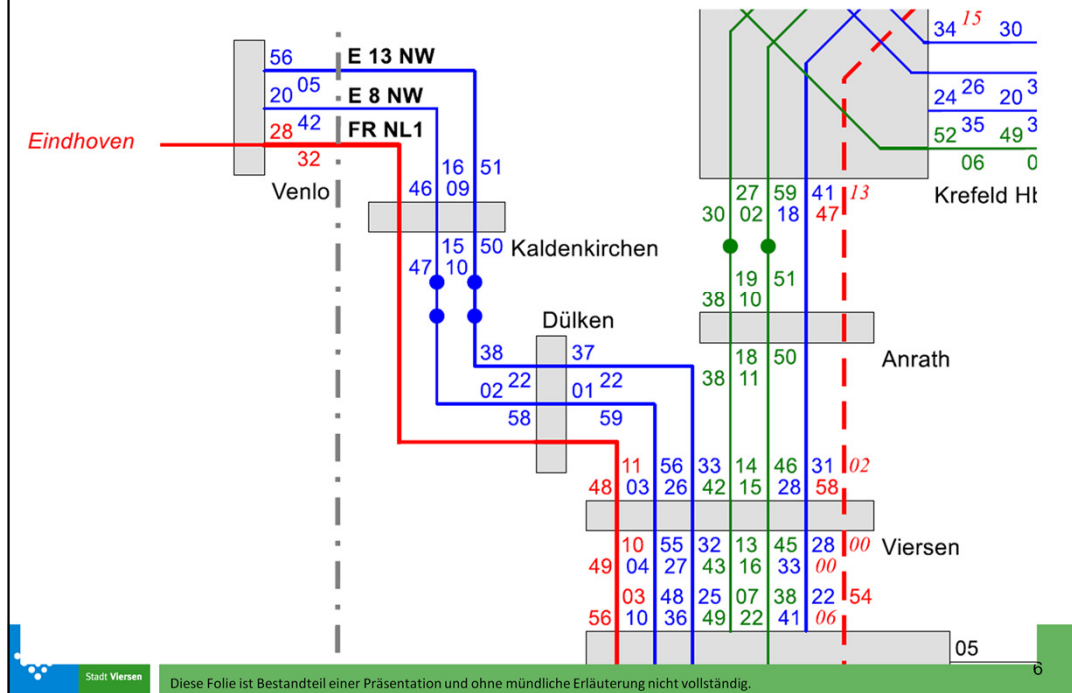 34 15 30
56 E 13 NW
05
20 E 8 NW
24 26 20 3
42
35 3
28 FR NL1
52 49
Eindhoven
32
06 0
16 51
Venlo
46 09
27 59 41 13
Krefeld Hb
30 02 18 47
15 50
Kaldenkirchen
47 10
19 51
38 10
Dülken
38 37
18 50
Anrath
22 22
38 11
02 01
58 59
11 56 33 14 46 31 02
48 03 26 42 15 28 58
10 55 32 13 45 28 00
Viersen
49 04 27 43 16 33 00
03 48 25 07 38 22 54
56 10 36 49 22 41 06
05
6
Stadt Viersen
Diese Folie ist Bestandteil einer Präsentation und ohne mündliche Erläuterung nicht vollständig.